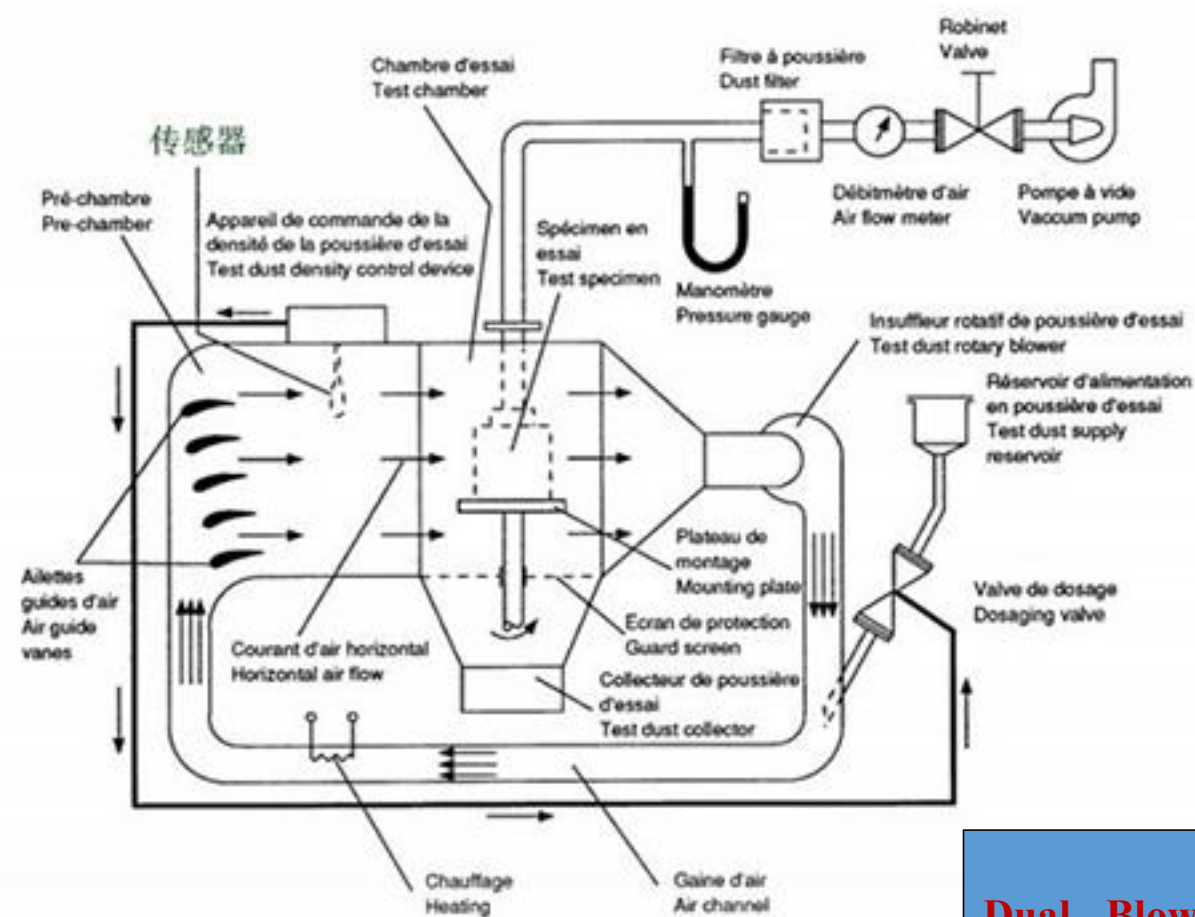 Robinet
Valve
Filtre à poussière
Dust filter
Chambre d'essai
Test chamber
传感器
Pré-chambre
Pre-chamber
Appareil de commande de la
densité de la poussière d'essai
Test dust density control device
Spécimen en
essai
Test specimen
Débitmètre d'air
Air flow meter
Pompe à vide
Vaccum pump
Manomètre
Pressure gauge
Insuffleur rotatif de poussière d'essai
Test dust rotary blower
Réservoir d'alimentation
en poussière d'essai
Test dust supply
reservoir
Plateau de
montage
Mounting plate
Ailettes
guides d'air
Air guide
vanes
Valve de dosage
Dosaging valve
Courant d'air horizontal
Horizontal air flow
Ecran de protection
Guard screen
Collecteur de poussière
d'essai
Test dust collector
Chauffage
Heating
Gaine d'air
Air channel
Dual Blow